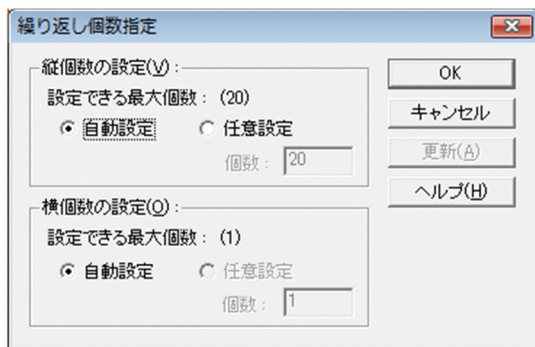 繰り返し個数指定
縦個数の設定(V):
設定できる最大個数: (20)
自動設定
任意設定
個数: 20
横個数の設定(O):
設定できる最大個数: (1)
自動設定
任意設定
個数: 1
OK
キャンセル
更新(A)
ヘルプ(H)